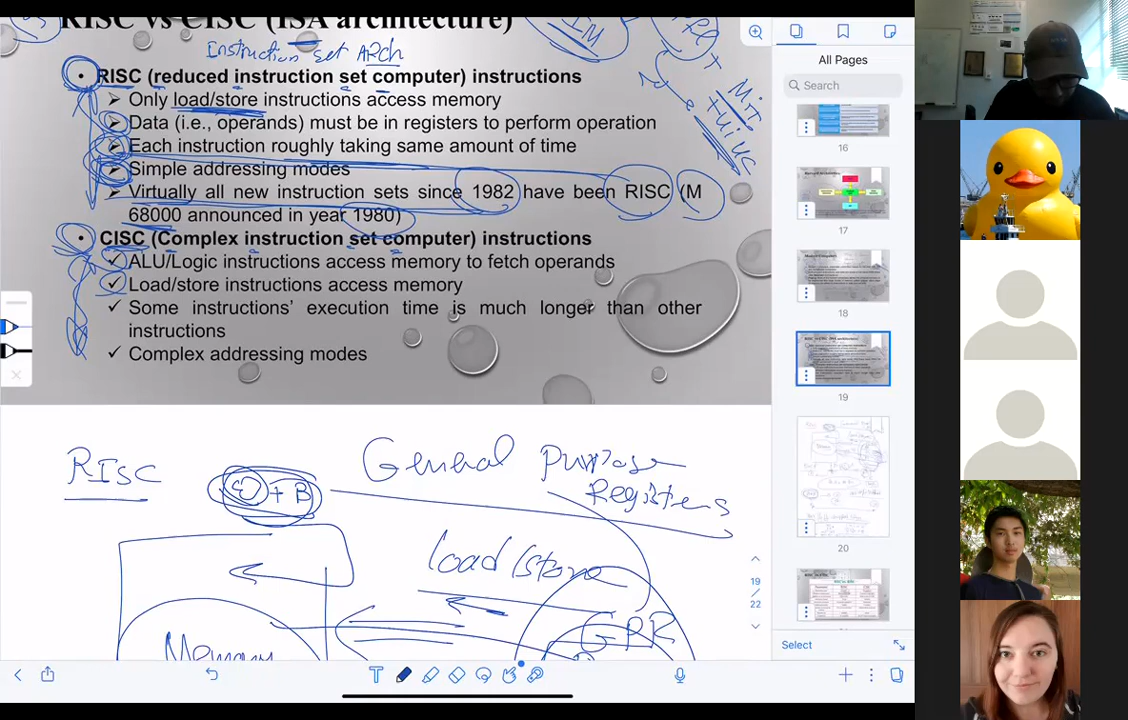 RISC vs CISC (ISA architecture)
Instruction set Arch
• RISC (reduced instruction set computer) instructions
➢ Only load/store instructions access memory
➢ Data (i.e., operands) must be in registers to perform operation
➢ Each instruction roughly taking same amount of time
➢ Simple addressing modes
➢ Virtually all new instruction sets since 1982 have been RISC (M
68000 announced in year 1980)
• CISC (Complex instruction set computer) instructions
✓ ALU/Logic instructions access memory to fetch operands
✓ Load/store instructions access memory
✓ Some instructions' execution time is much longer than other
instructions
✓ Complex addressing modes
RISC
General Purpose
Registers
+ B
load/store
GPR
Memory
All Pages
Search
16
17
18
19
20
19
/
22
Select